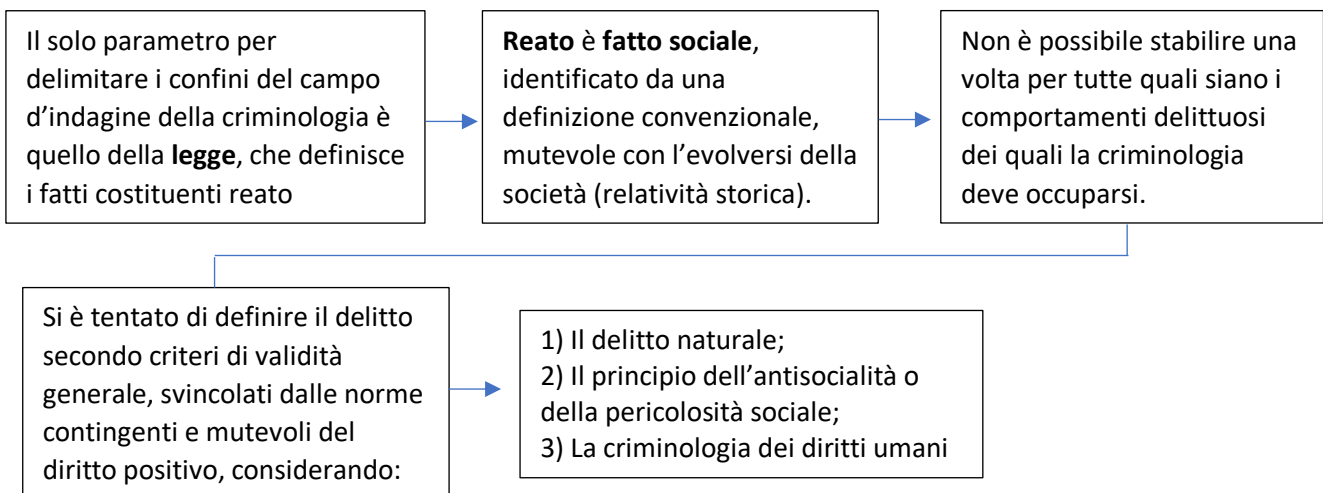 Il solo parametro per
delimitare i confini del campo
d’indagine della criminologia è
quello della legge, che definisce
i fatti costituenti reato
Reato è fatto sociale,
identificato da una
definizione convenzionale,
mutevole con l’evolversi della
società (relatività storica).
Non è possibile stabilire una
volta per tutte quali siano i
comportamenti delittuosi
dei quali la criminologia
deve occuparsi.
Si è tentato di definire il delitto
secondo criteri di validità
generale, svincolati dalle norme
contingenti e mutevoli del
diritto positivo, considerando:
1) Il delitto naturale;
2) Il principio dell’antisocialità o
della pericolosità sociale;
3) La criminologia dei diritti umani